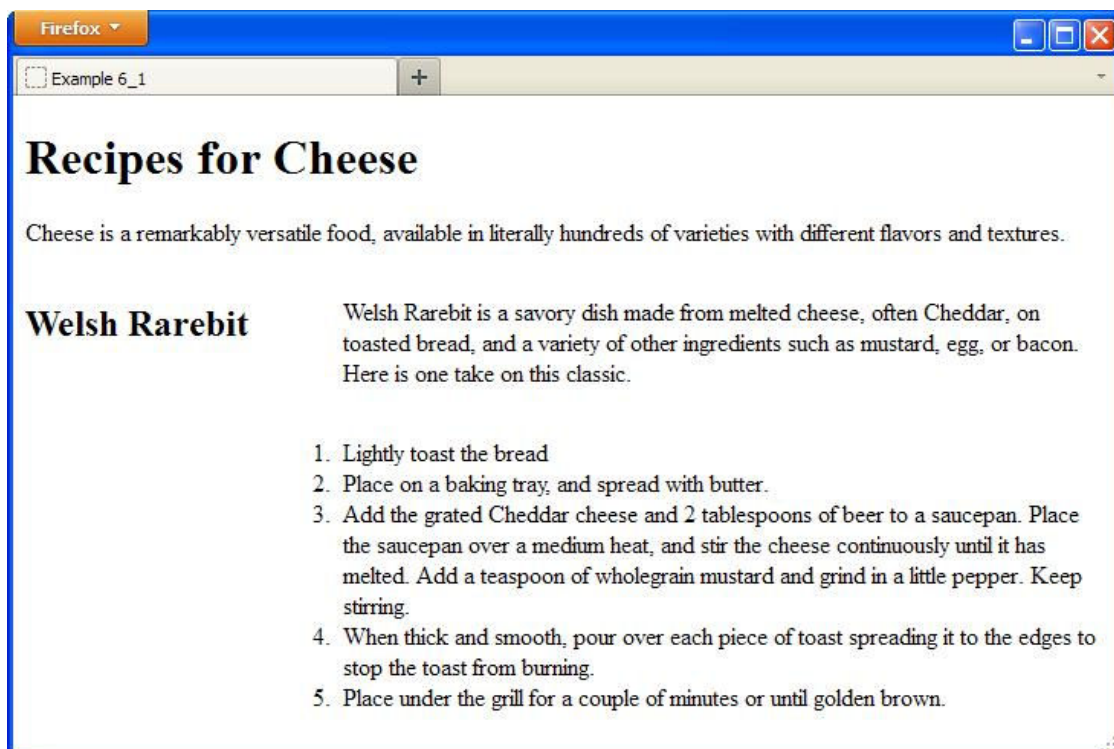 Firefox
Example 6_1
Recipes for Cheese
Cheese is a remarkably versatile food, available in literally hundreds of varieties with different flavors and textures.
Welsh Rarebit
Welsh Rarebit is a savory dish made from melted cheese, often Cheddar, on
toasted bread, and a variety of other ingredients such as mustard, egg, or bacon.
Here is one take on this classic.
1. Lightly toast the bread
2. Place on a baking tray, and spread with butter.
3. Add the grated Cheddar cheese and 2 tablespoons of beer to a saucepan. Place
the saucepan over a medium heat, and stir the cheese continuously until it has
melted. Add a teaspoon of wholegrain mustard and grind in a little pepper. Keep
stirring.
4. When thick and smooth, pour over each piece of toast spreading it to the edges to
stop the toast from burning.
5. Place under the grill for a couple of minutes or until golden brown.